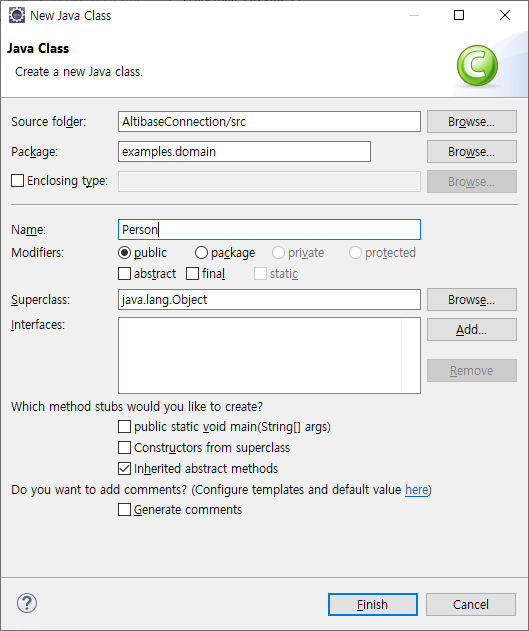 New Java Class
Java Class
Create a new Java class.
C
Source folder: AltibaseConnection/src Browse...
Package: examples.domain Browse...
Enclosing type: Browse...
Name: Person
Modifiers: public package private protected
abstract final static
Superclass: java.lang.Object Browse...
Interfaces: Add...
Remove
Which method stubs would you like to create?
public static void main(String[] args)
Constructors from superclass
Inherited abstract methods
Do you want to add comments? (Configure templates and default value here)
Generate comments
? Finish Cancel